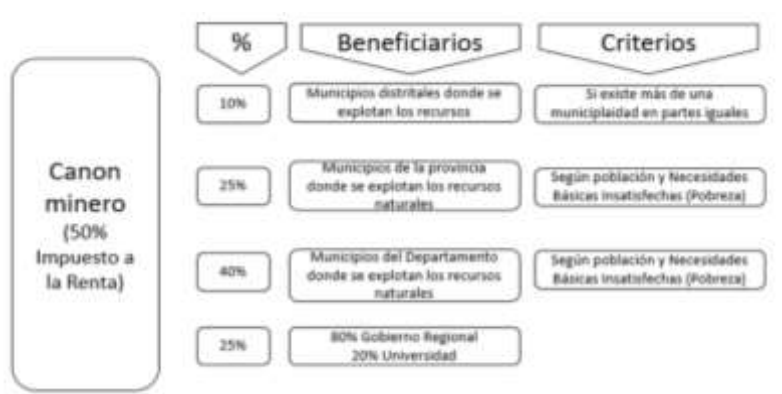 %
Beneficiarios
Criterios
Canon
minero
(50%
Impuesto a
la Renta)
10%
Municipios distritales donde se
explotan los recursos
Si existe más de una
municiplaidad en partes iguales
25%
Municipios de la provincia
donde se explotan los recursos
naturales
Según población y Necesidades
Básicas Insatisfechas (Pobreza)
40%
Municipios del Departamento
donde se explotan los recursos
naturales
Según población y Necesidades
Básicas Insatisfechas (Pobreza)
25%
80% Gobierno Regional
20% Universidad